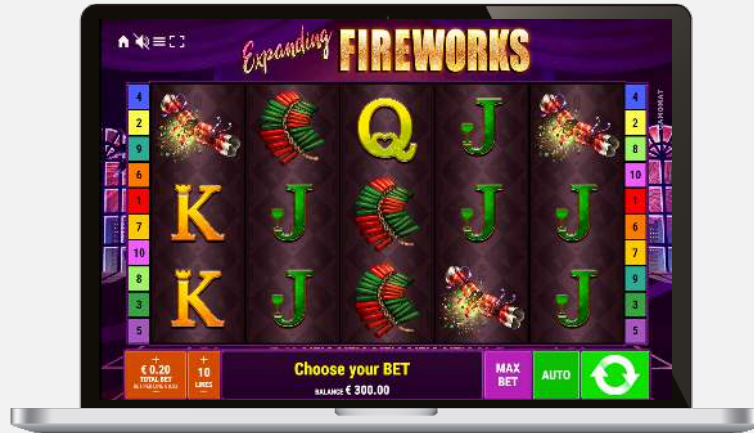 Expanding FIREWORKS
4
2
9
6
1
7
10
8
3
5
Q
J
K
J
J
J
K
J
J
4
2
8
10
1
6
7
9
3
5
€ 0.20
TOTAL BET
10
LINES
Choose your BET
BALANCE € 300.00
MAX
BET
AUTO